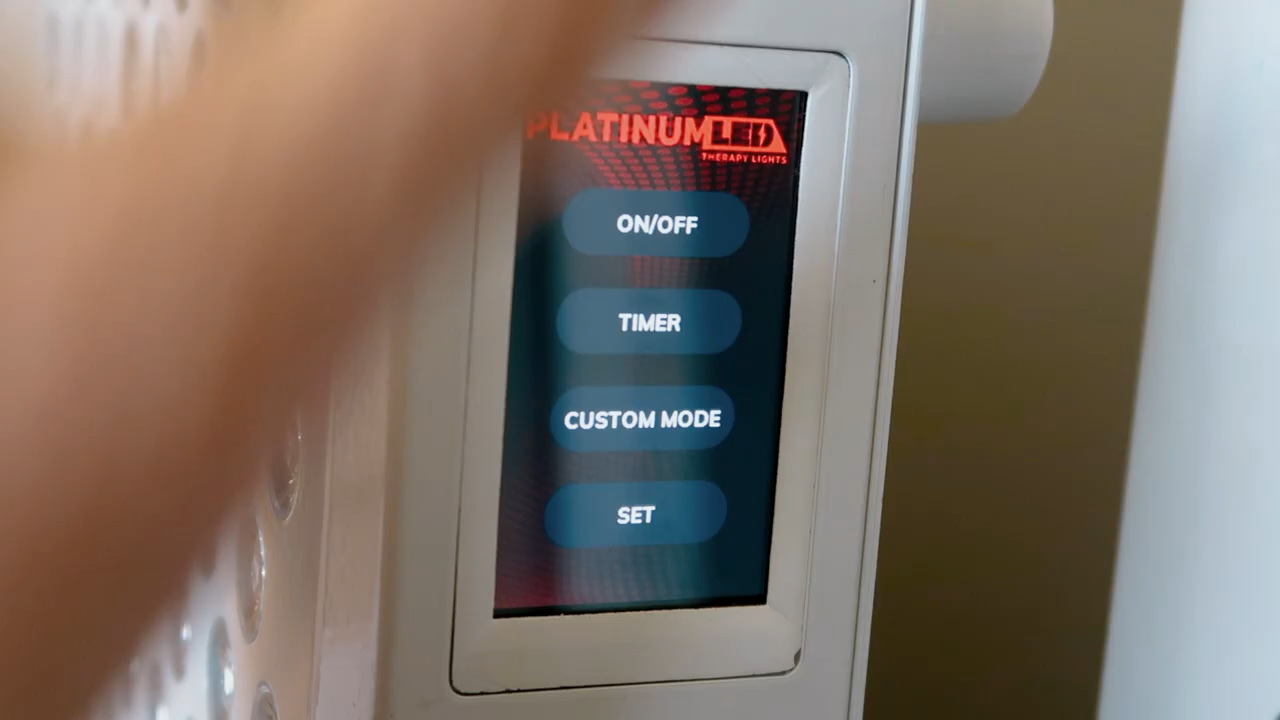 PLATINUMLED
THERAPY LIGHTS
ON/OFF
TIMER
CUSTOM MODE
SET